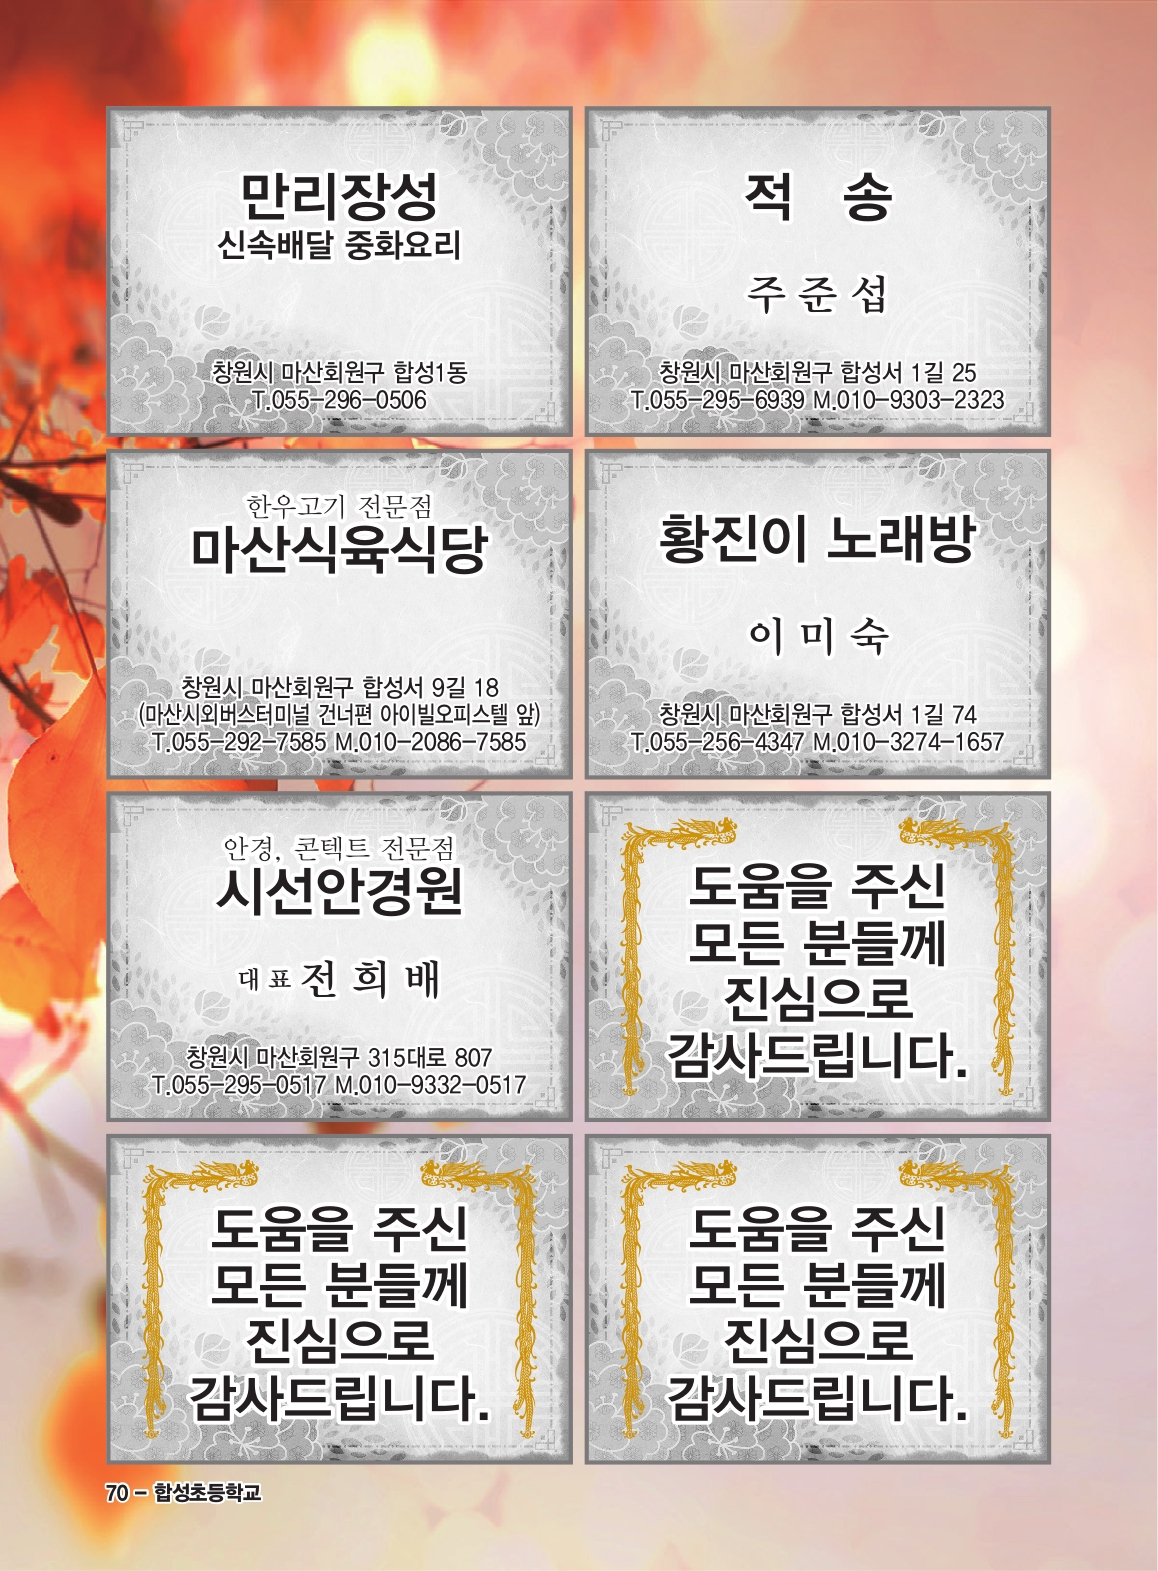 만리장성
신속배달 중화요리
창원시 마산회원구 합성1동
T.055-296-0506
적 송
주준섭
창원시 마산회원구 합성서 1길 25
T.055-295-6939 M.010-9303-2323
한우고기 전문점
마산식육식당
창원시 마산회원구 합성서 9길 18
(마산시외버스터미널 건너편 아이빌오피스텔 앞)
T.055-292-7585 M.010-2086-7585
황진이 노래방
이미숙
창원시 마산회원구 합성서 1길 74
T.055-256-4347 M.010-3274-1657
안경, 콘텍트 전문점
시선안경원
대표 전희배
창원시 마산회원구 315대로 807
T.055-295-0517 M.010-9332-0517
도움을 주신
모든 분들께
진심으로
감사드립니다.
도움을 주신
모든 분들께
진심으로
감사드립니다.
도움을 주신
모든 분들께
진심으로
감사드립니다.
70 - 합성초등학교